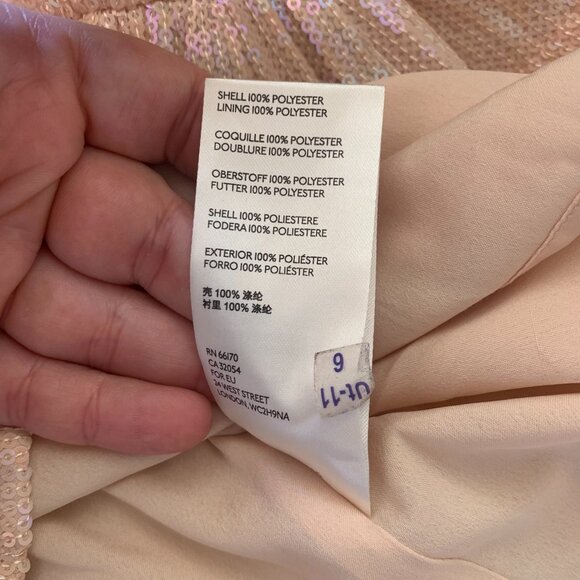 SHELL 100% POLYESTER
LINING 100% POLYESTER
COQUILLE 100% POLYESTER
DOUBLURE 100% POLYESTER
OBERSTOFF 100% POLYESTER
FUTTER 100% POLYESTER
SHELL 100% POLIESTERE
FODERA 100% POLIESTERE
EXTERIOR 100% POLIÉSTER
FORRO 100% POLIÉSTER
壳 100% 涤纶
衬里 100% 涤纶
RN 66170
CA 32054
FOR EU
24 WEST STREET
LONDON, WC2H9NA
Ut-11
6